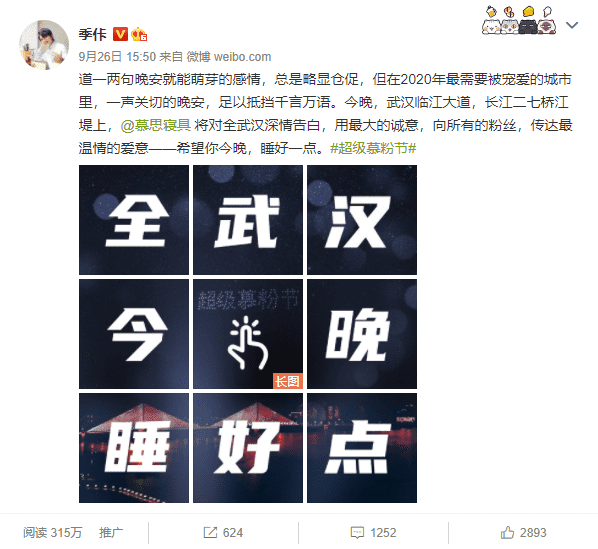 季佧
9月26日 15:50 来自 微博 weibo.com
道一两句晚安就能萌芽的感情，总是略显仓促，但在2020年最需要被宠爱的城市
里，一声关切的晚安，足以抵挡千言万语。今晚，武汉临江大道，长江二七桥江
堤上，@慕思寝具 将对全武汉深情告白，用最大的诚意，向所有的粉丝，传达最
温情的爱意——希望你今晚，睡好一点。#超级慕粉节#
全 武 汉
超级慕粉节
今 晚
长图
睡 好 点
阅读 315万 推广 624 1252 2893